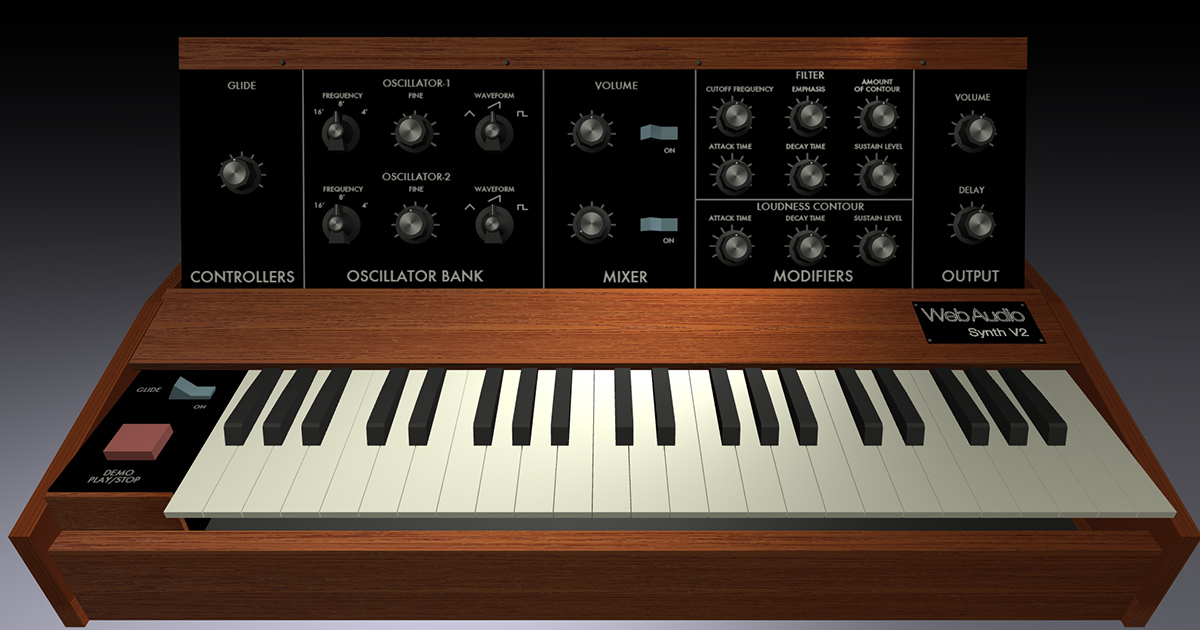 GLIDE
OSCILLATOR-1
FREQUENCY
FINE
WAVEFORM
16' 8' 4'
OSCILLATOR-2
FREQUENCY
FINE
WAVEFORM
16' 8' 4'
VOLUME
ON
ON
FILTER
CUTOFF FREQUENCY
EMPHASIS
AMOUNT
OF CONTOUR
ATTACK TIME
DECAY TIME
SUSTAIN LEVEL
LOUDNESS CONTOUR
ATTACK TIME
DECAY TIME
SUSTAIN LEVEL
VOLUME
DELAY
CONTROLLERS
OSCILLATOR BANK
MIXER
MODIFIERS
OUTPUT
Web Audio
Synth V2
GLIDE
ON
DEMO
PLAY/STOP